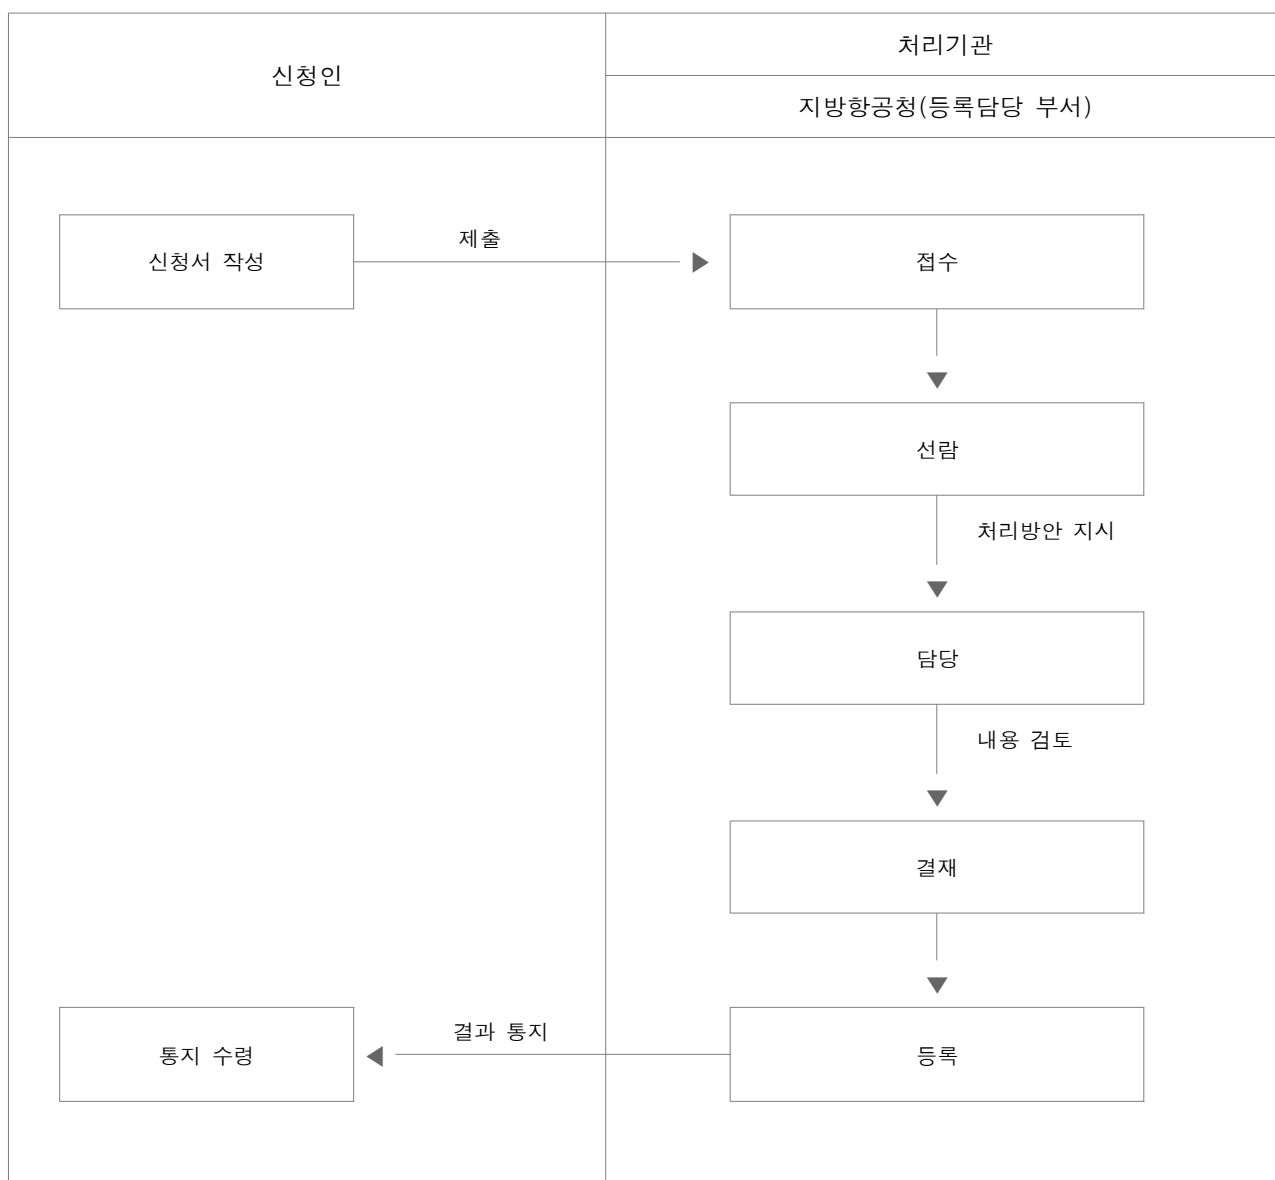 신청인
처리기관
지방항공청(등록담당 부서)
신청서 작성
제출
접수
선람
처리방안 지시
담당
내용 검토
결재
통지 수령
결과 통지
등록